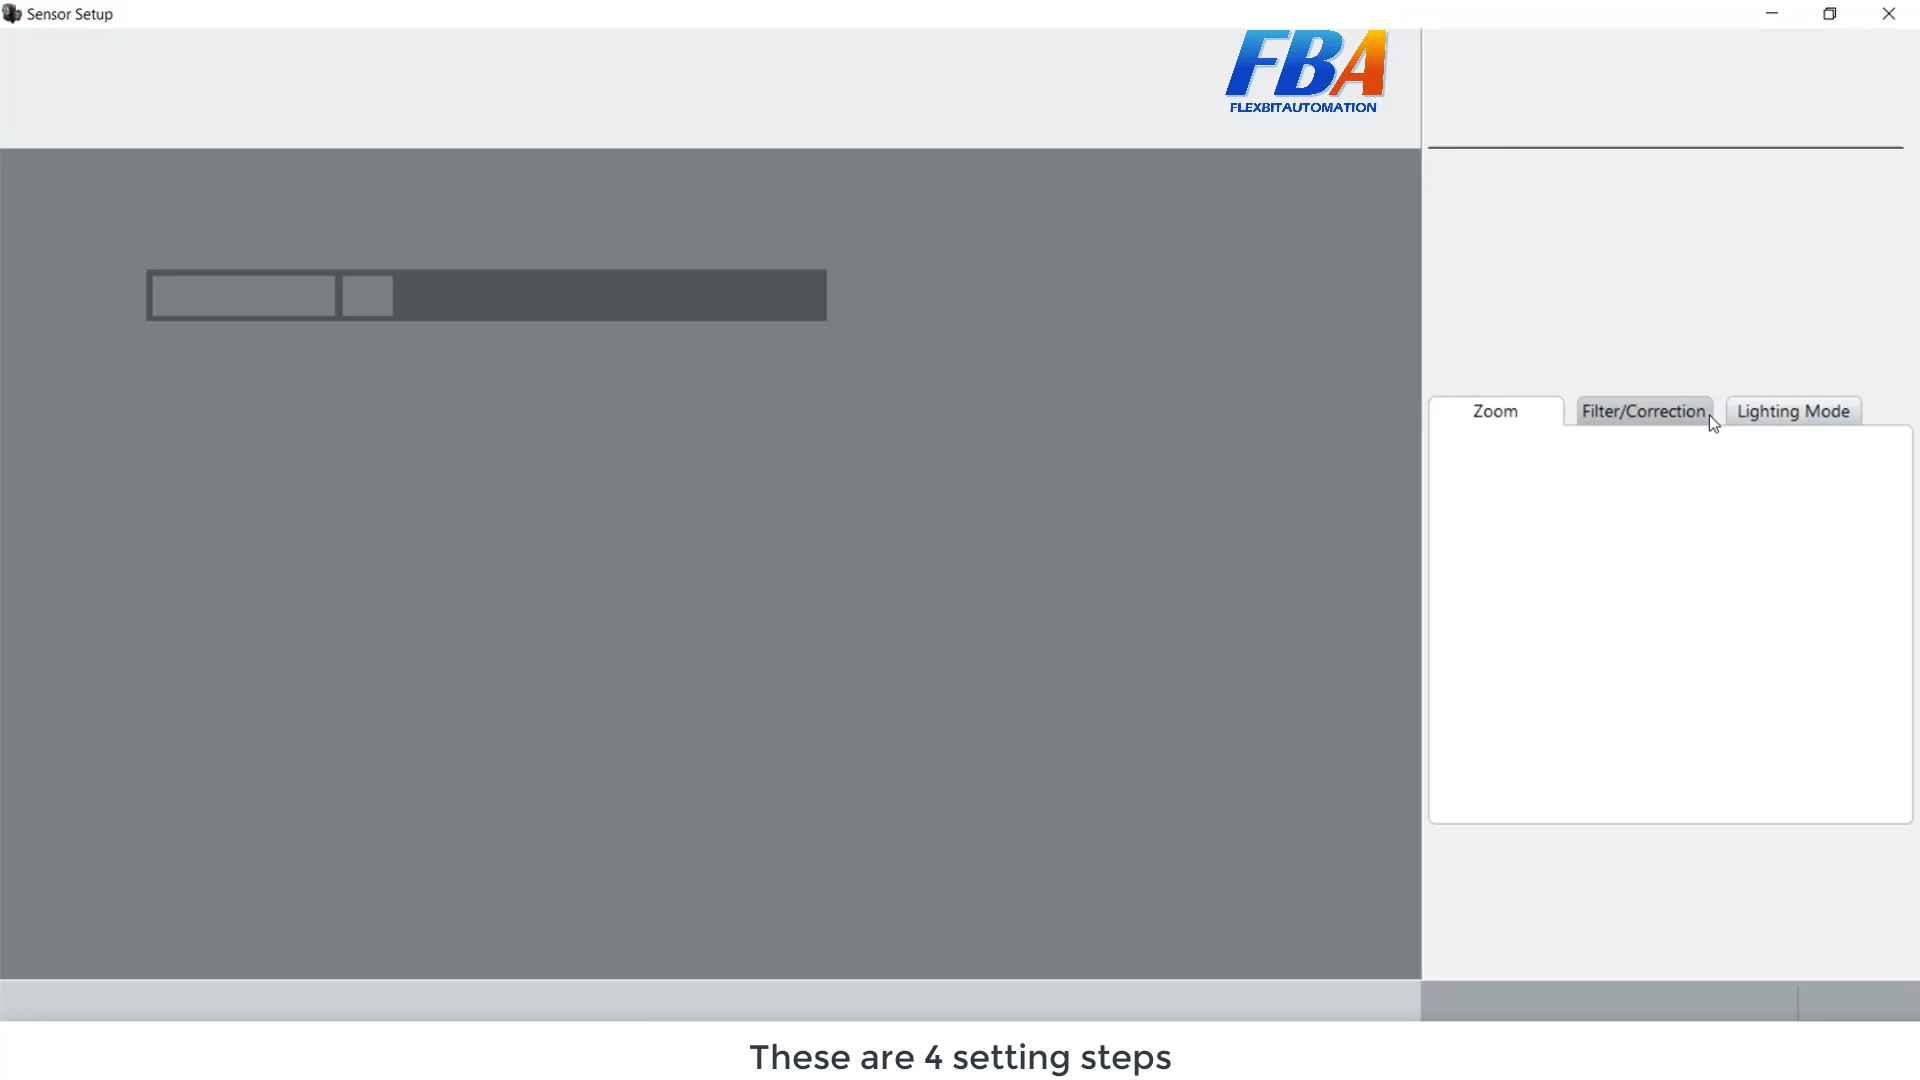 Sensor Setup
FBA
FLEXBITAUTOMATION
Zoom
Filter/Correction
Lighting Mode
These are 4 setting steps